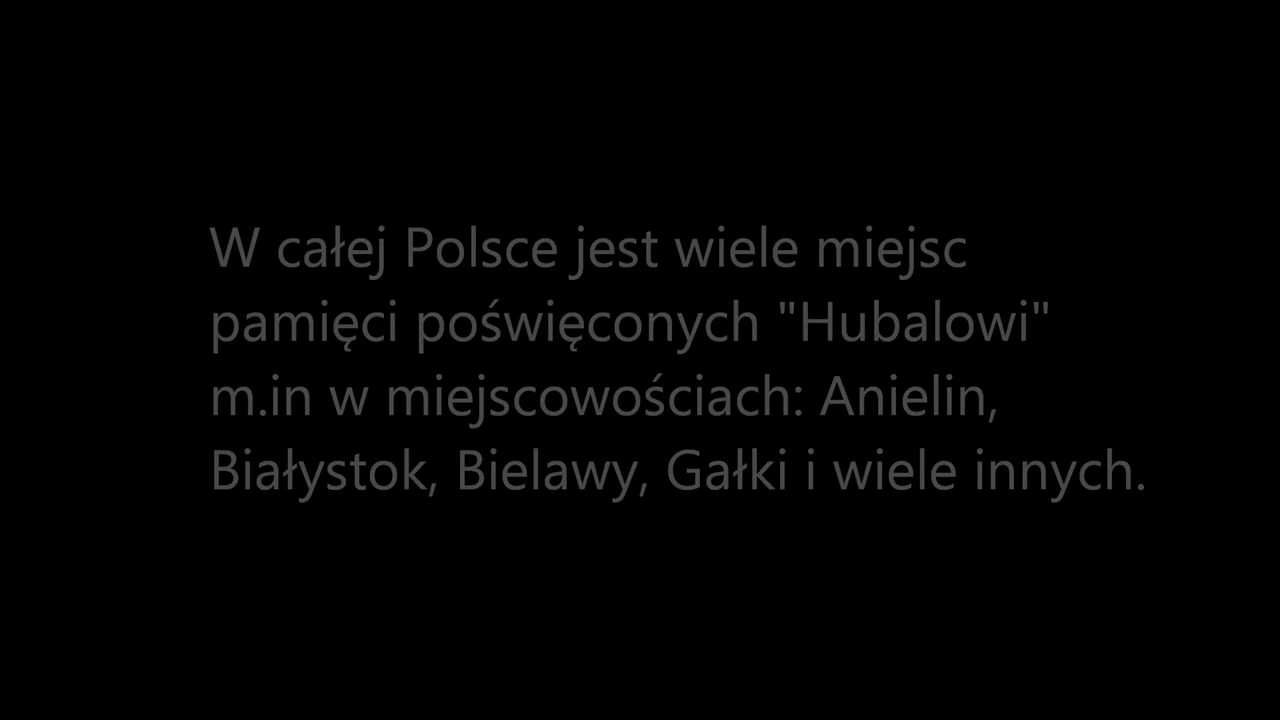 W całej Polsce jest wiele miejsc
pamięci poświęconych "Hubalowi"
m.in w miejscowościach: Anielin,
Białystok, Bielawy, Gałki i wiele innych.